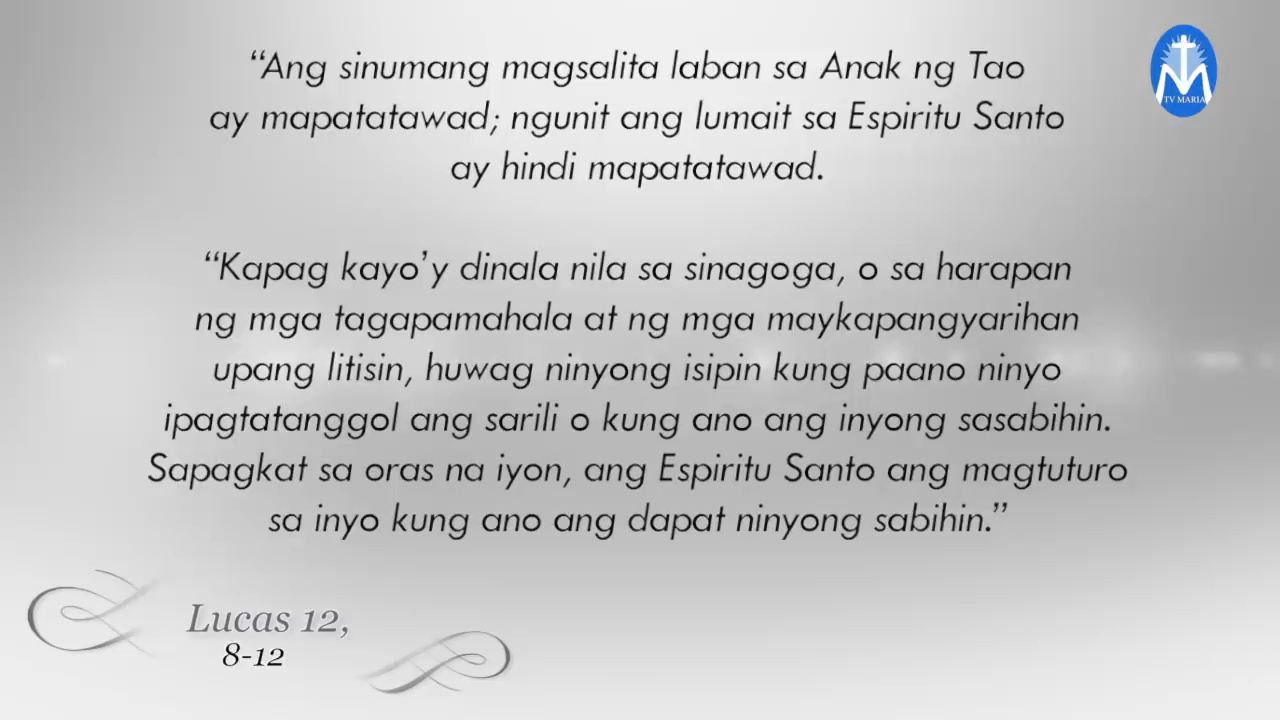 “Ang sinumang magsalita laban sa Anak ng Tao
ay mapatatawad; ngunit ang lumait sa Espiritu Santo
ay hindi mapatatawad.
“Kapag kayo’y dinala nila sa sinagoga, o sa harapan
ng mga tagapamahala at ng mga maykapangyarihan
upang litisin, huwag ninyong isipin kung paano ninyo
ipagtatanggol ang sarili o kung ano ang inyong sasabihin.
Sapagkat sa oras na iyon, ang Espiritu Santo ang magtuturo
sa inyo kung ano ang dapat ninyong sabihin.”
Lucas 12,
8-12
TV MARIA